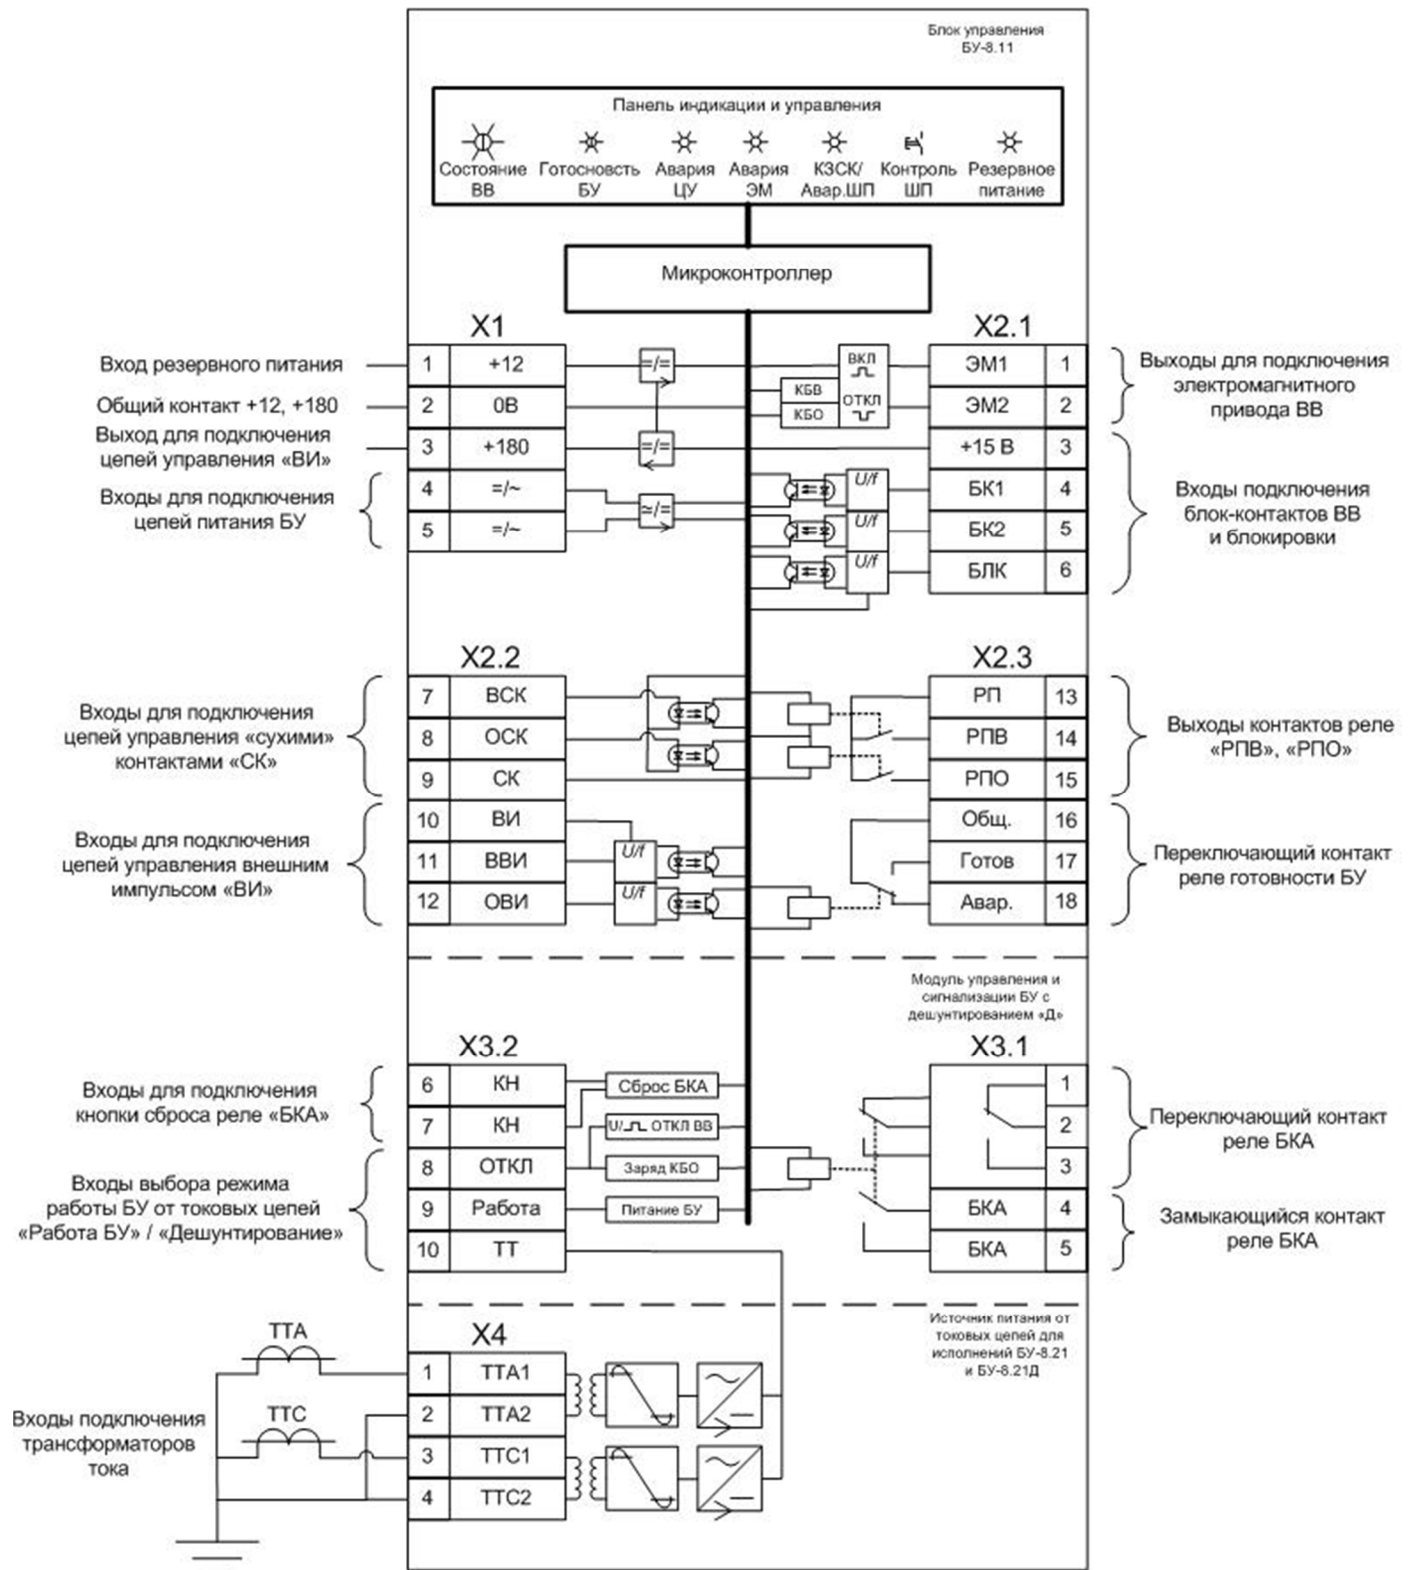 Блок управления
БУ-8.11
Панель индикации и управления
Состояние
ВВ
Готосновсть
БУ
Авария
ЦУ
Авария
ЭМ
КЗСК/
Авар.ШП
Контроль
ШП
Резервное
питание
Микроконтроллер
X1
Вход резервного питания
1 +12
Общий контакт +12, +180
2 0В
Выход для подключения
цепей управления «ВИ»
3 +180
Входы для подключения
цепей питания БУ
4 =/~
5 =/~
=/=
=/=
≃/=
X2.1
ВКЛ
КБВ
КБО
ОТКЛ
ЭМ1 1
ЭМ2 2
Выходы для подключения
электромагнитного
привода ВВ
+15 В 3
U/f
БК1 4
U/f
БК2 5
U/f
БЛК 6
Входы подключения
блок-контактов ВВ
и блокировки
X2.2
7 ВСК
8 ОСК
9 СК
Входы для подключения
цепей управления «сухими»
контактами «СК»
10 ВИ
11 ВВИ
12 ОВИ
U/f
U/f
Входы для подключения
цепей управления внешним
импульсом «ВИ»
X2.3
РП 13
РПВ 14
РПО 15
Выходы контактов реле
«РПВ», «РПО»
Общ. 16
Готов 17
Авар. 18
Переключающий контакт
реле готовности БУ
Модуль управления и
сигнализации БУ с
дешунтированием «Д»
X3.2
6 КН
7 КН
8 ОТКЛ
9 Работа
10 ТТ
Сброс БКА
U/ ОТКЛ ВВ
Заряд КБО
Питание БУ
Входы для подключения
кнопки сброса реле «БКА»
Входы выбора режима
работы БУ от токовых цепей
«Работа БУ» / «Дешунтирование»
X3.1
1
2
3
БКА 4
БКА 5
Переключающий контакт
реле БКА
Замыкающийся контакт
реле БКА
Источник питания от
токовых цепей для
исполнений БУ-8.21
и БУ-8.21Д
X4
ТТА
ТТС
1 ТТА1
2 ТТА2
3 ТТС1
4 ТТС2
Входы подключения
трансформаторов
тока